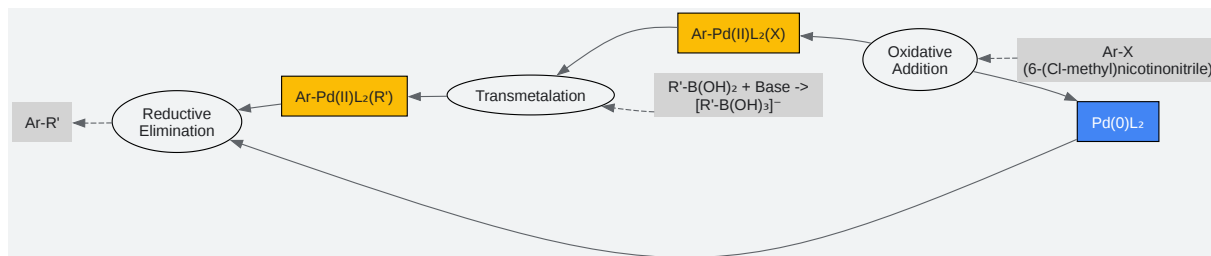 Ar-Pd(II)L₂(X)
Oxidative
Addition
Ar-X
(6-(Cl-methyl)nicotinonitrile)
R'-B(OH)₂ + Base ->
[R'-B(OH)₃]⁻
Transmetalation
Ar-Pd(II)L₂(R')
Reductive
Elimination
Ar-R'
Pd(0)L₂